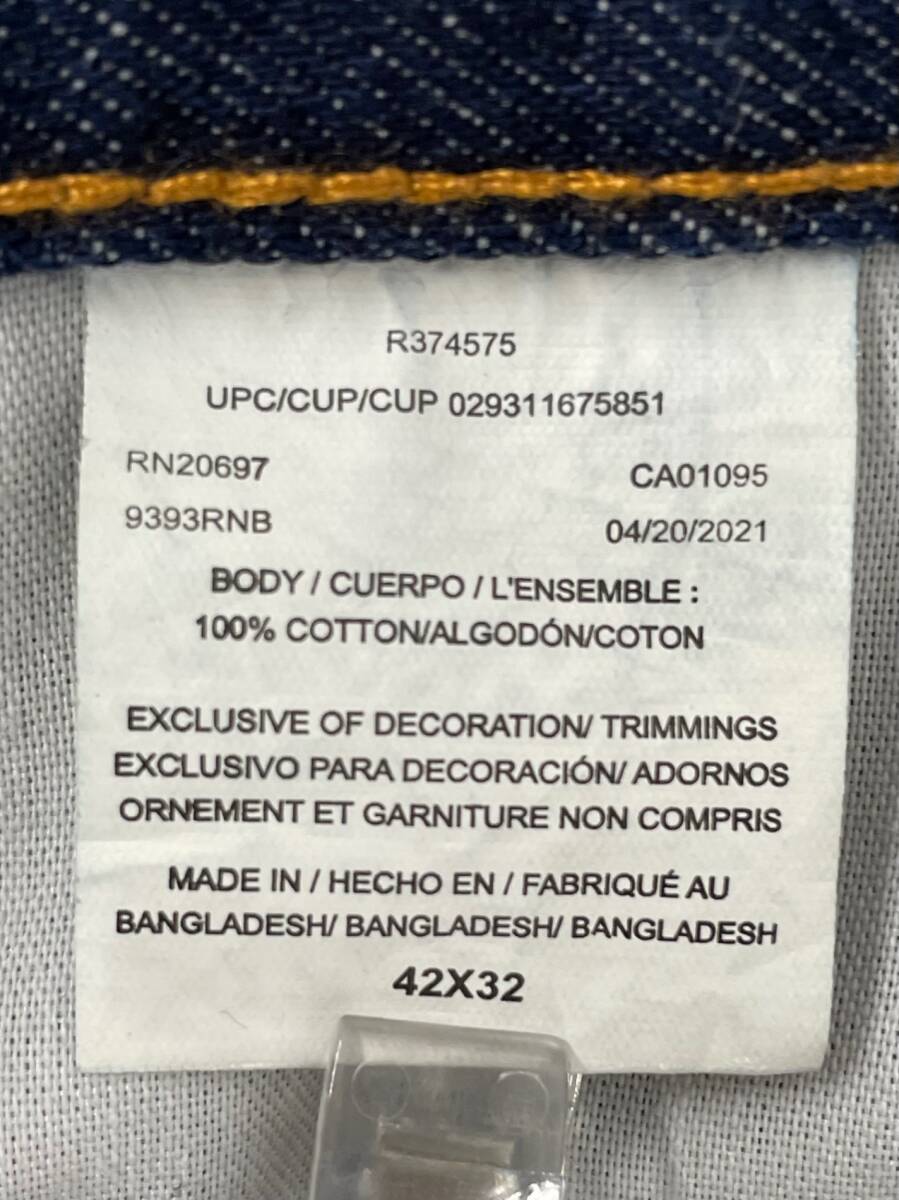 R374575
UPC/CUP/CUP 029311675851
RN20697 CA01095
9393RNB 04/20/2021
BODY / CUERPO / L'ENSEMBLE :
100% COTTON/ALGODÓN/COTON
EXCLUSIVE OF DECORATION/ TRIMMINGS
EXCLUSIVO PARA DECORACIÓN/ ADORNOS
ORNEMENT ET GARNITURE NON COMPRIS
MADE IN / HECHO EN / FABRIQUÉ AU
BANGLADESH/ BANGLADESH/ BANGLADESH
42X32